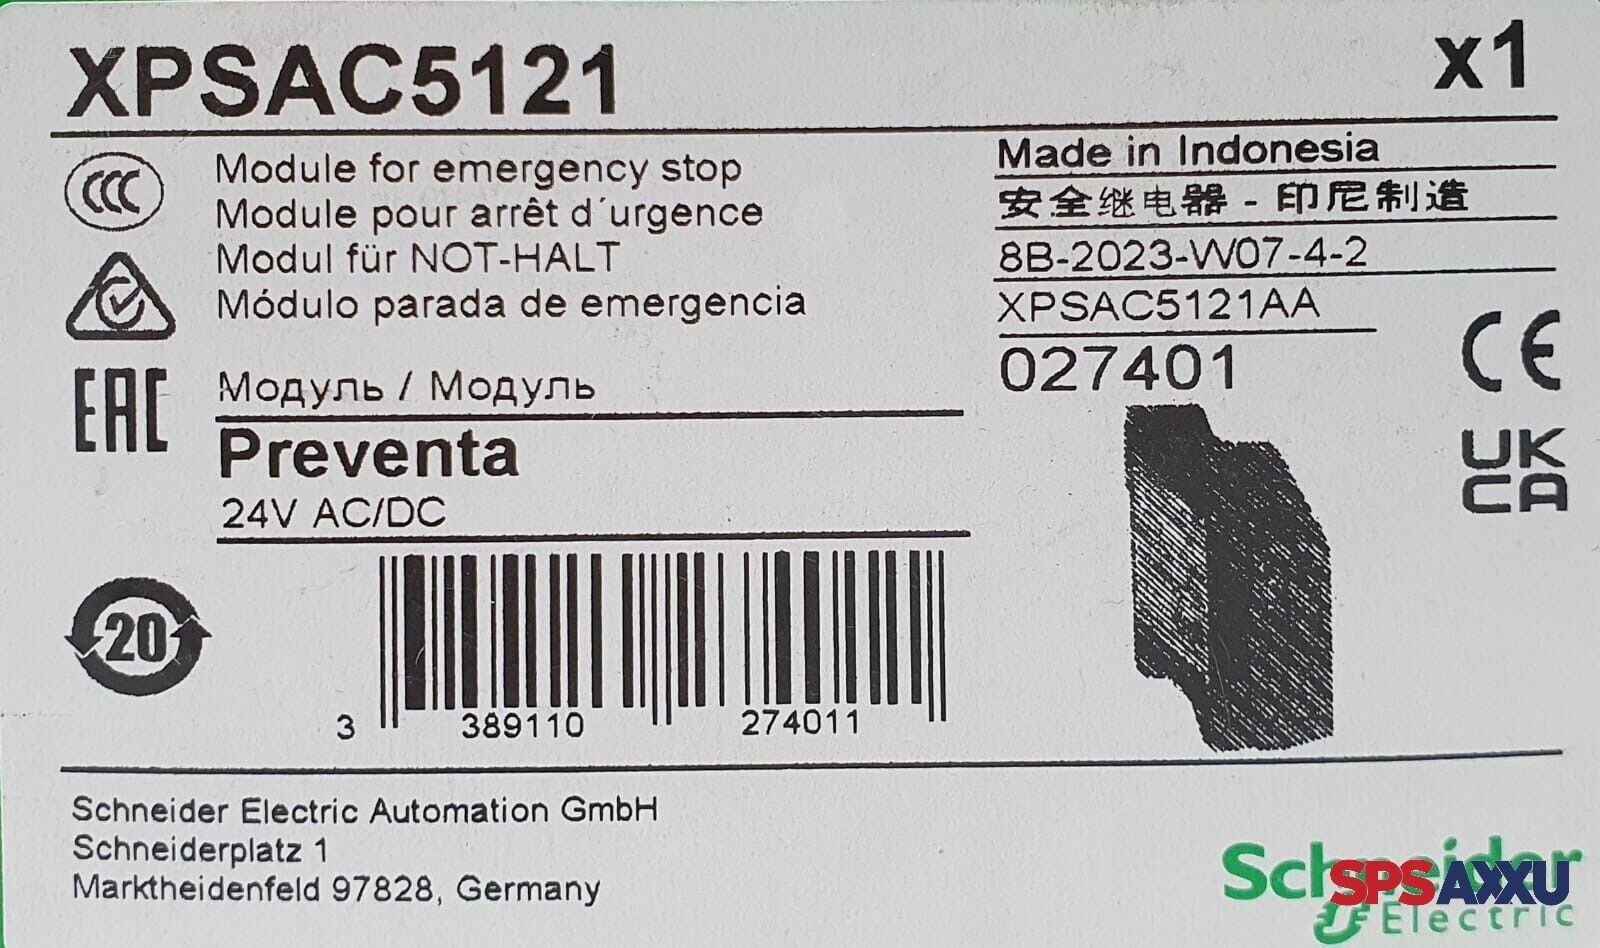 XPSAC5121
x1
Module for emergency stop
Module pour arrêt d´urgence
Modul für NOT-HALT
Módulo parada de emergencia
Модуль / Модуль
Preventa
24V AC/DC
Made in Indonesia
安全继电器 - 印尼制造
8B-2023-W07-4-2
XPSAC5121AA
027401
CCC
EAC
CE
UK
CA
20
3 389110 274011
Schneider Electric Automation GmbH
Schneiderplatz 1
Marktheidenfeld 97828, Germany
Schneider
Electric
SPSAXXU